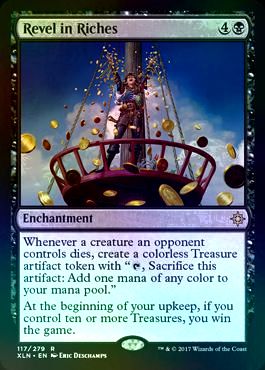 Revel in Riches 4
Enchantment
Whenever a creature an opponent
controls dies, create a colorless Treasure
artifact token with “, Sacrifice this
artifact: Add one mana of any color to
your mana pool.”
At the beginning of your upkeep, if you
control ten or more Treasures, you win
the game.
117/279 R
XLN • EN Eric Deschamps
™ & © 2017 Wizards of the Coast